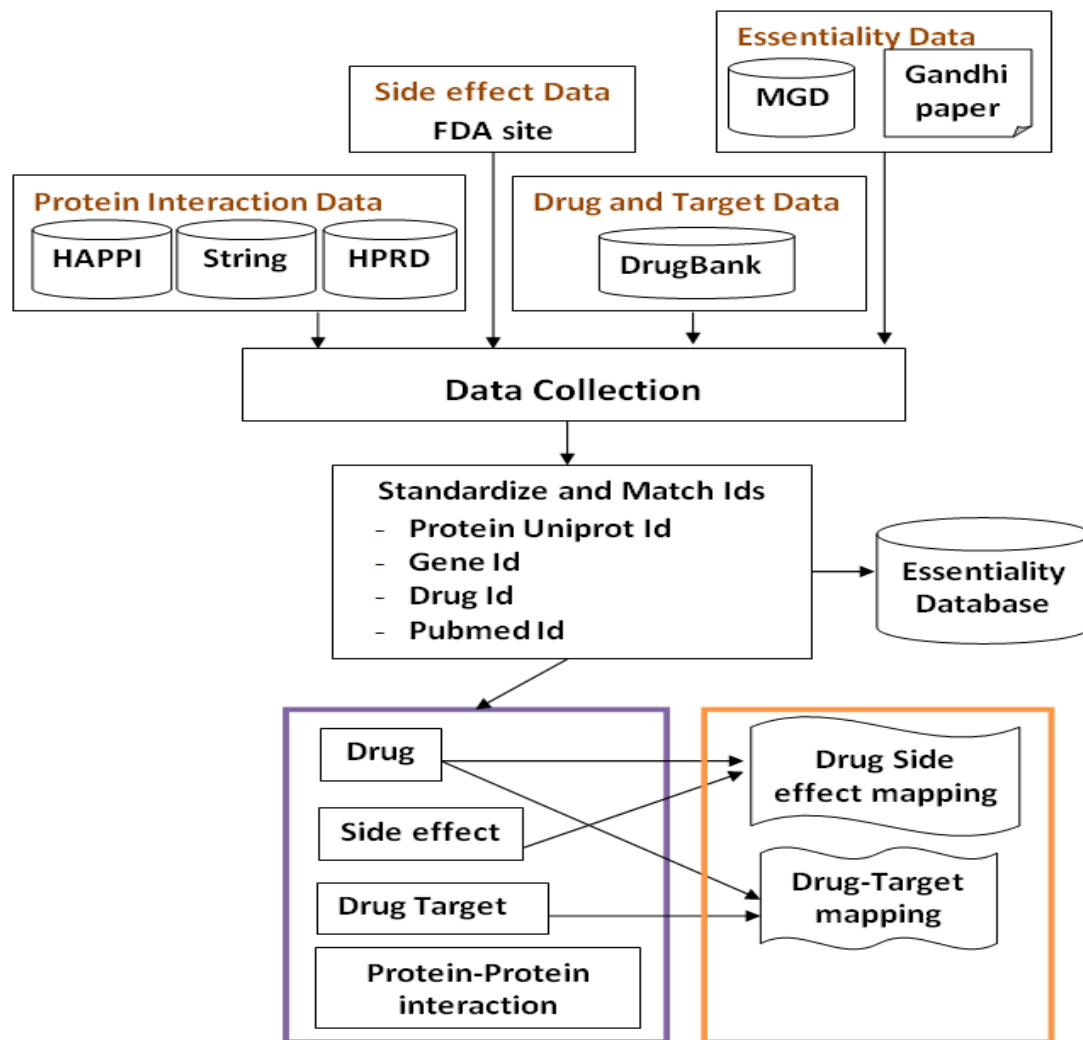 Essentiality Data
MGD
Gandhi
paper
Side effect Data
FDA site
Protein Interaction Data
HAPPI
String
HPRD
Drug and Target Data
DrugBank
Data Collection
Standardize and Match Ids
- Protein Uniprot Id
- Gene Id
- Drug Id
- Pubmed Id
Essentiality
Database
Drug
Side effect
Drug Target
Protein-Protein
interaction
Drug Side
effect mapping
Drug-Target
mapping